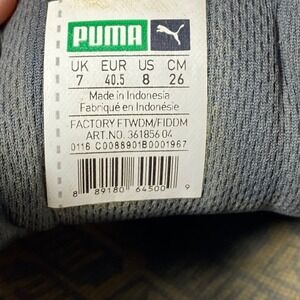 PUMA
UK EUR US CM
7 40.5 8 26
Made in Indonesia
Fabriqué en Indonésie
FACTORY FTWDM/FIDDM
ART.NO. 361856 04
0116 C0088901B0001967
8 89180 64500 9